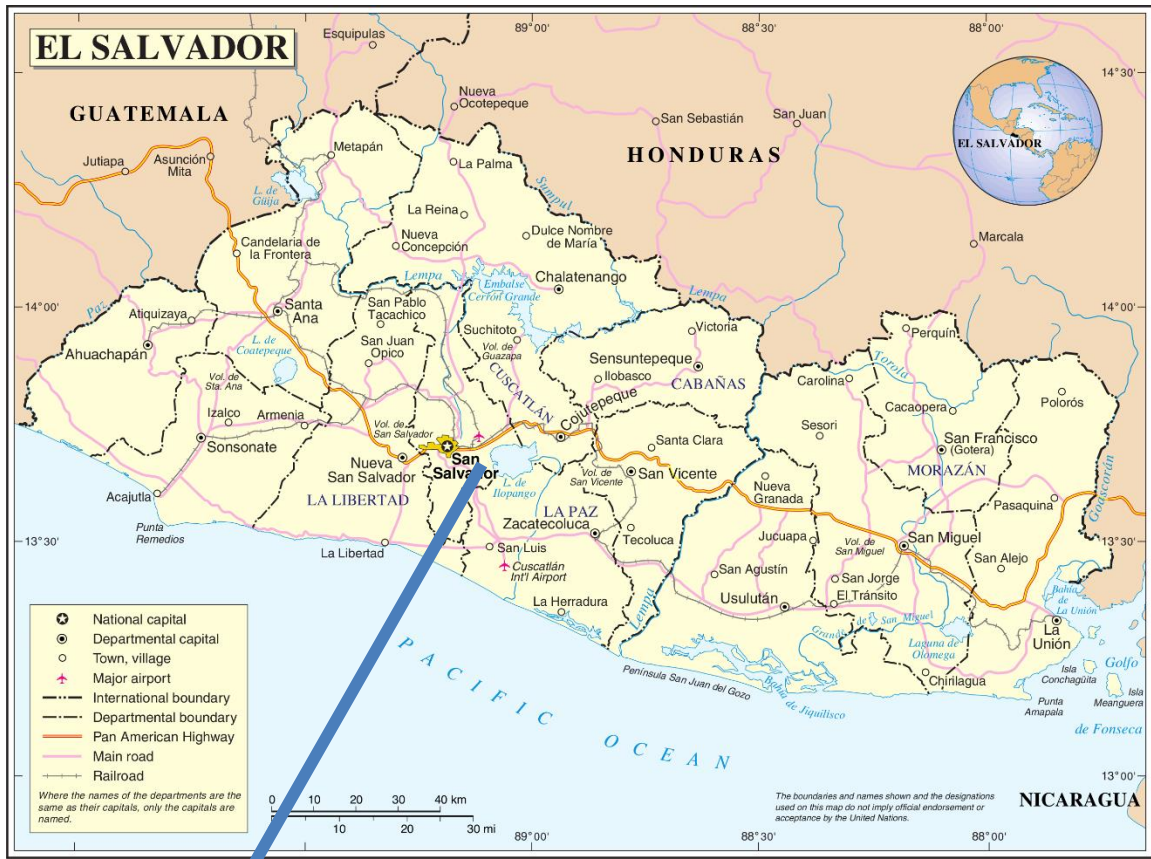 EL SALVADOR
89°00'
88°30'
88°00'
14°30'
14°30'
Esquipulas
Nueva
Ocotepeque
San Sebastián
San Juan
GUATEMALA
HONDURAS
EL SALVADOR
Jutiapa
Asunción
Mita
Metapán
La Palma
L. de
Güija
Sumpul
La Reina
Nueva
Concepción
Dulce Nombre
de María
Candelaria de
la Frontera
Marcala
Lempa
Embalse
Cerrón Grande
Chalatenango
Lempa
14°00'
14°00'
Paz
Atiquizaya
Santa
Ana
San Pablo
Tacachico
Suchitoto
Vol. de
Guazapa
Victoria
Perquín
Ahuachapán
L. de
Coatepeque
San Juan
Opico
CUSCATLÁN
Sensuntepeque
Ilobasco
CABAÑAS
Torola
Carolina
Cacaopera
Polorós
Vol. de
Sta. Ana
Izalco
Armenia
Vol. de
San Salvador
Cojutepeque
Sesori
Sonsonate
Santa Clara
San Francisco
(Gotera)
Nueva
San Salvador
San
Salvador
L. de
Ilopango
Vol. de
San Vicente
San Vicente
MORAZÁN
Nueva
Granada
Acajutla
LA LIBERTAD
LA PAZ
Pasaquina
Goascorán
Punta
Remedios
Zacatecoluca
Tecoluca
Jucuapa
Vol. de
San Miguel
San Miguel
13°30'
13°30'
La Libertad
San Luis
Cuscatlán
Int'l Airport
San Agustín
San Jorge
El Tránsito
San Alejo
Bahía
de
La Unión
La Herradura
Lempa
Usulután
Grande de San Miguel
Laguna de
Olomega
La
Unión
Península San Juan del Gozo
Bahía de Jiquilisco
Chirilagua
Isla
Conchagüita
Golfo
Isla
Meanguera
Punta
Amapala
de Fonseca
PACIFIC OCEAN
National capital
Departmental capital
Town, village
Major airport
International boundary
Departmental boundary
Pan American Highway
Main road
Railroad
Where the names of the departments are the
same as their capitals, only the capitals are
named.
0 10 20 30 40 km
0 10 20 30 mi
The boundaries and names shown and the designations
used on this map do not imply official endorsement or
acceptance by the United Nations.
13°00'
NICARAGUA
89°00'
88°30'
88°00'